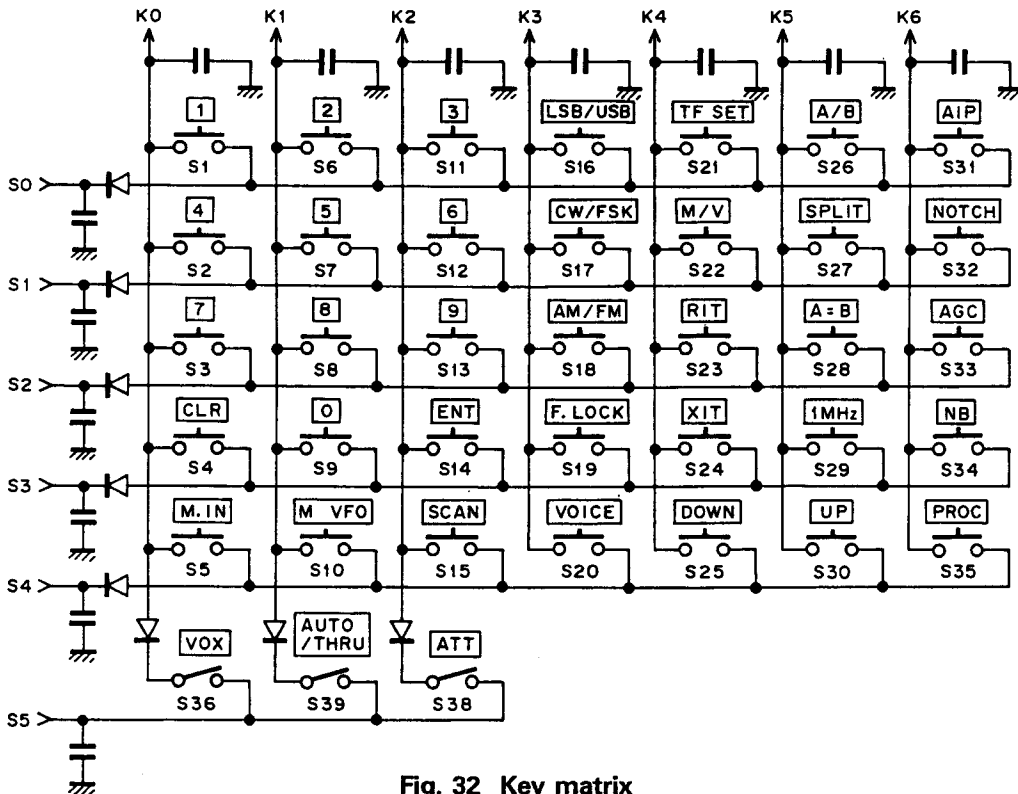 K0 K1 K2 K3 K4 K5 K6
1 2 3 LSB/USB TF SET A/B AIP
S1 S6 S11 S16 S21 S26 S31
S0
4 5 6 CW/FSK M/V SPLIT NOTCH
S2 S7 S12 S17 S22 S27 S32
S1
7 8 9 AM/FM RIT A=B AGC
S3 S8 S13 S18 S23 S28 S33
S2
CLR 0 ENT F.LOCK XIT 1MHz NB
S4 S9 S14 S19 S24 S29 S34
S3
M.IN M VFO SCAN VOICE DOWN UP PROC
S5 S10 S15 S20 S25 S30 S35
S4
VOX AUTO /THRU ATT
S36 S39 S38
S5
Fig. 32 Key matrix